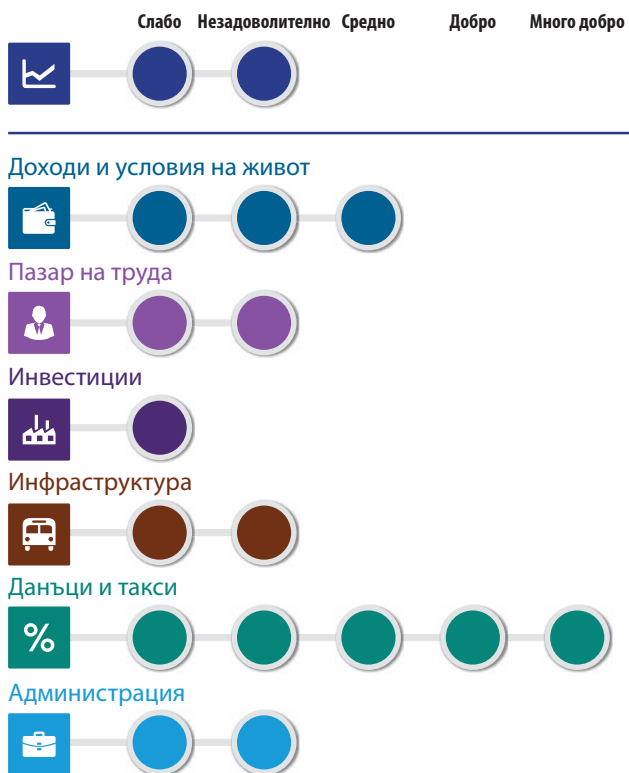 Слабо Незадоволително Средно Добро Много добро
Доходи и условия на живот
Пазар на труда
Инвестиции
Инфраструктура
Данъци и такси
%
Администрация